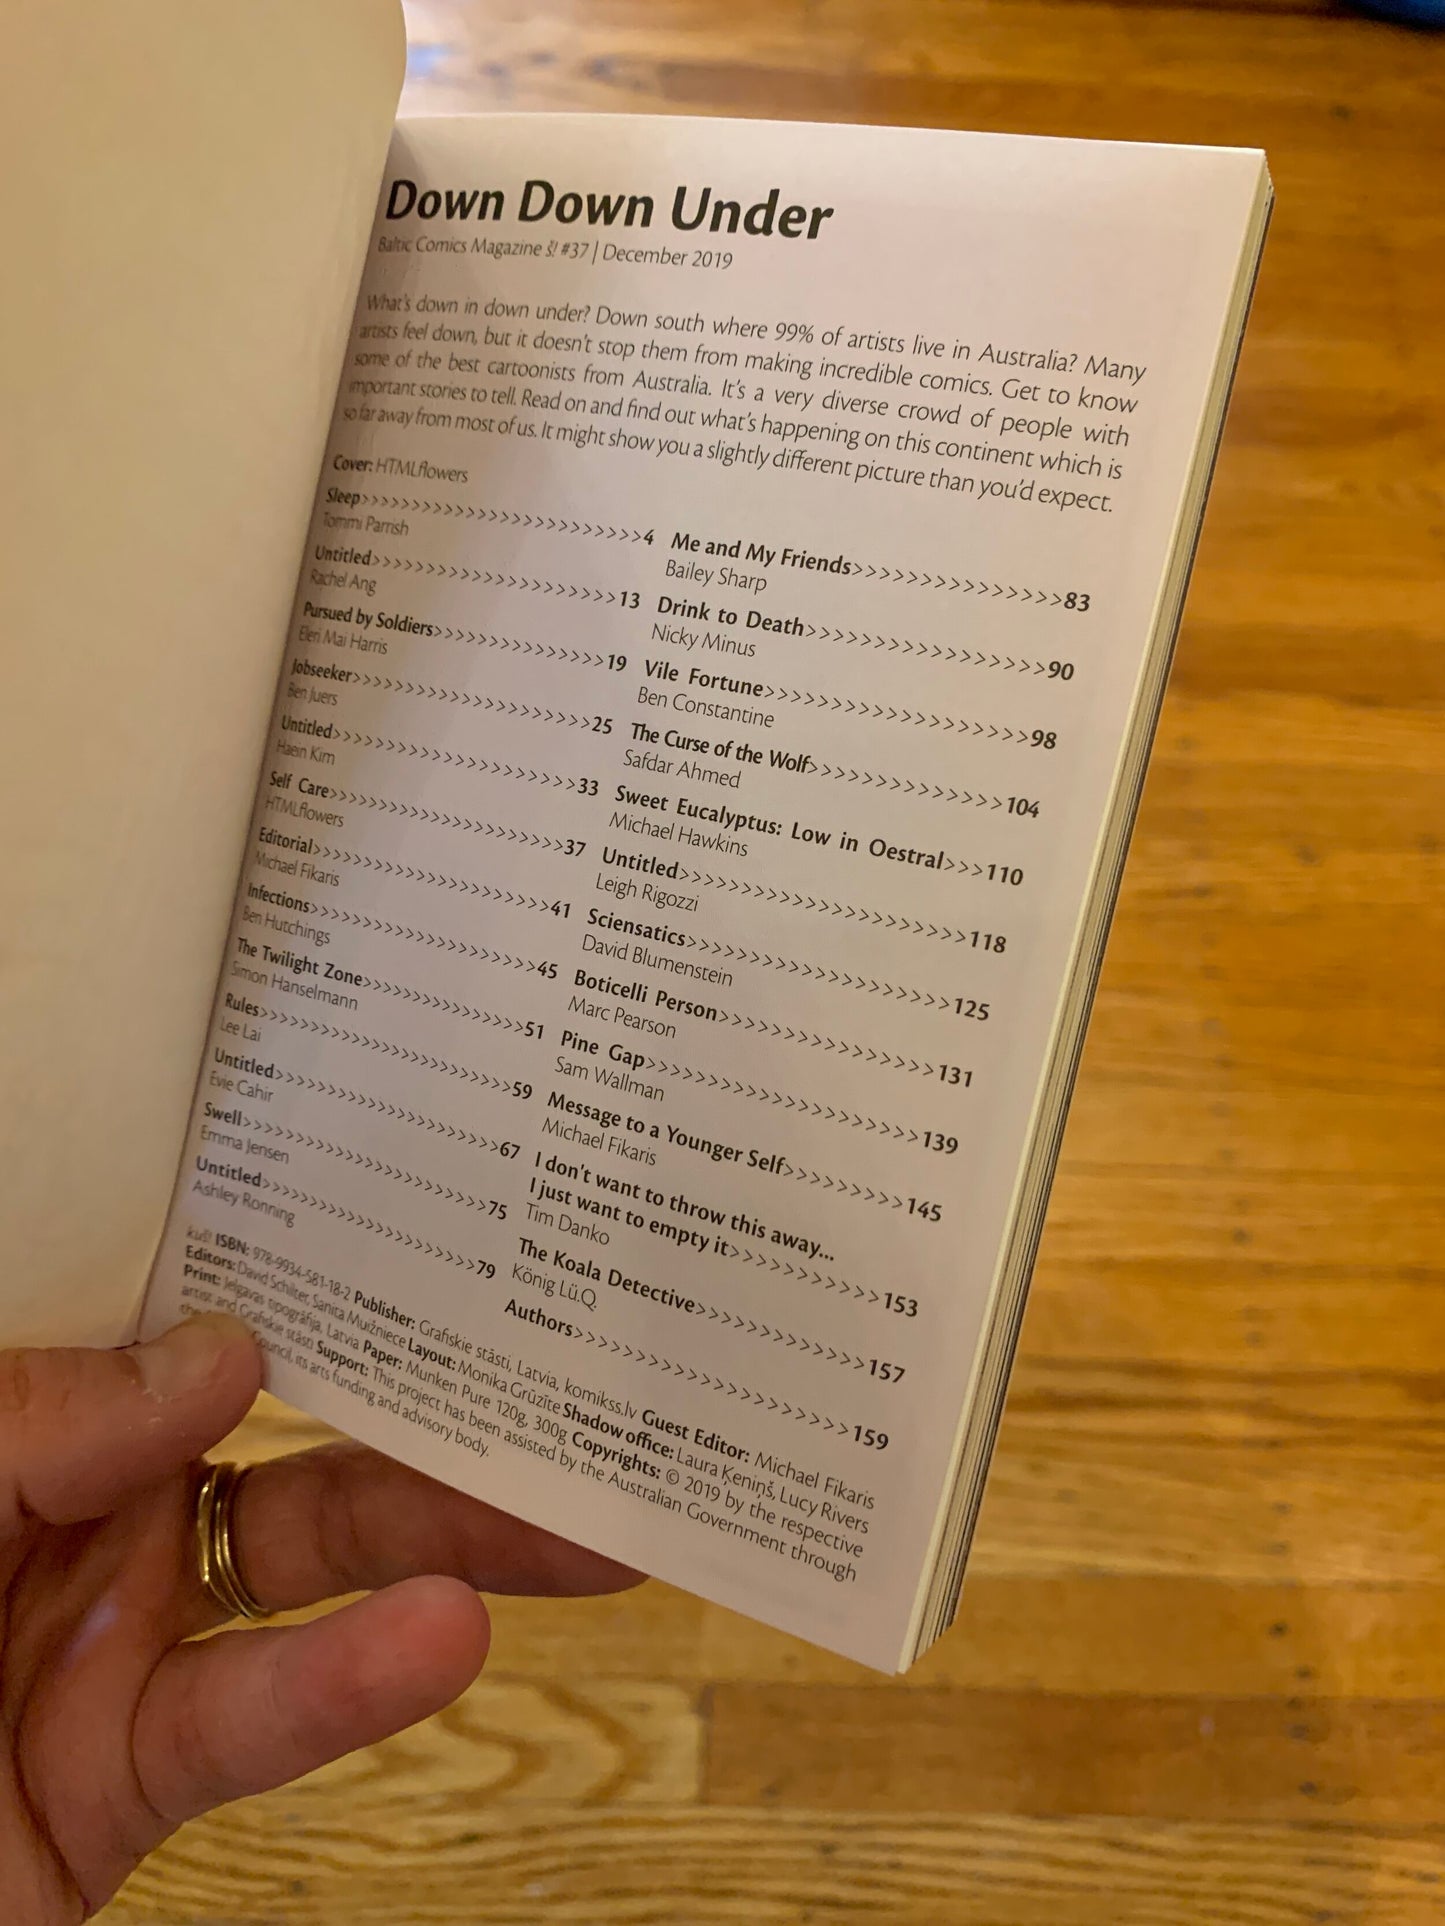 Down Down Under
Baltic Comics Magazine š! #37 | December 2019
What's down in down under? Down south where 99% of artists live in Australia? Many
artists feel down, but it doesn't stop them from making incredible comics. Get to know
some of the best cartoonists from Australia. It's a very diverse crowd of people with
important stories to tell. Read on and find out what's happening on this continent which is
so far away from most of us. It might show you a slightly different picture than you'd expect.
Cover: HTMLflowers
Sleep>>>>>>>>>>>>>>>>>>>>>>>>4
Tommi Parrish
Untitled>>>>>>>>>>>>>>>>>>>>>13
Rachel Ang
Pursued by Soldiers>>>>>>>>>>>>>>>19
Eleri Mai Harris
Jobseeker>>>>>>>>>>>>>>>>>>>>25
Ben Juers
Untitled>>>>>>>>>>>>>>>>>>>>>33
Haein Kim
Self Care>>>>>>>>>>>>>>>>>>>>37
HTMLflowers
Editorial>>>>>>>>>>>>>>>>>>>>>41
Michael Fikaris
Infections>>>>>>>>>>>>>>>>>>>>45
Ben Hutchings
The Twilight Zone>>>>>>>>>>>>>>51
Simon Hanselmann
Rules>>>>>>>>>>>>>>>>>>>>>>>59
Lee Lai
Untitled>>>>>>>>>>>>>>>>>>>>>67
Evie Cahir
Swell>>>>>>>>>>>>>>>>>>>>>>>75
Emma Jensen
Untitled>>>>>>>>>>>>>>>>>>>>79
Ashley Ronning
Me and My Friends>>>>>>>>>>>>>>>>83
Bailey Sharp
Drink to Death>>>>>>>>>>>>>>>>>>90
Nicky Minus
Vile Fortune>>>>>>>>>>>>>>>>>>>>98
Ben Constantine
The Curse of the Wolf>>>>>>>>>>>>>>104
Safdar Ahmed
Sweet Eucalyptus: Low in Oestral>>>110
Michael Hawkins
Untitled>>>>>>>>>>>>>>>>>>>>>>118
Leigh Rigozzi
Sciensatics>>>>>>>>>>>>>>>>>>>>125
David Blumenstein
Boticelli Person>>>>>>>>>>>>>>>>131
Marc Pearson
Pine Gap>>>>>>>>>>>>>>>>>>>>139
Sam Wallman
Message to a Younger Self>>>>>>>>>145
Michael Fikaris
I don't want to throw this away...
I just want to empty it>>>>>>>>>>>153
Tim Danko
The Koala Detective>>>>>>>>>>>>>157
König Lü.Q.
Authors>>>>>>>>>>>>>>>>>>>>>159
kuš! ISBN: 978-9934-581-18-2 Publisher: Grafiskie stāsti, Latvia, komikss.lv Guest Editor: Michael Fikaris
Editors: David Schilter, Sanita Muižniece Layout: Monika Grūzīte Shadow office: Laura Ķeniņš, Lucy Rivers
Print: Jelgavas tipogrāfija, Latvia Paper: Munken Pure 120g, 300g Copyrights: © 2019 by the respective
artist and Grafiskie stāsti Support: This project has been assisted by the Australian Government through
the Council, its arts funding and advisory body.